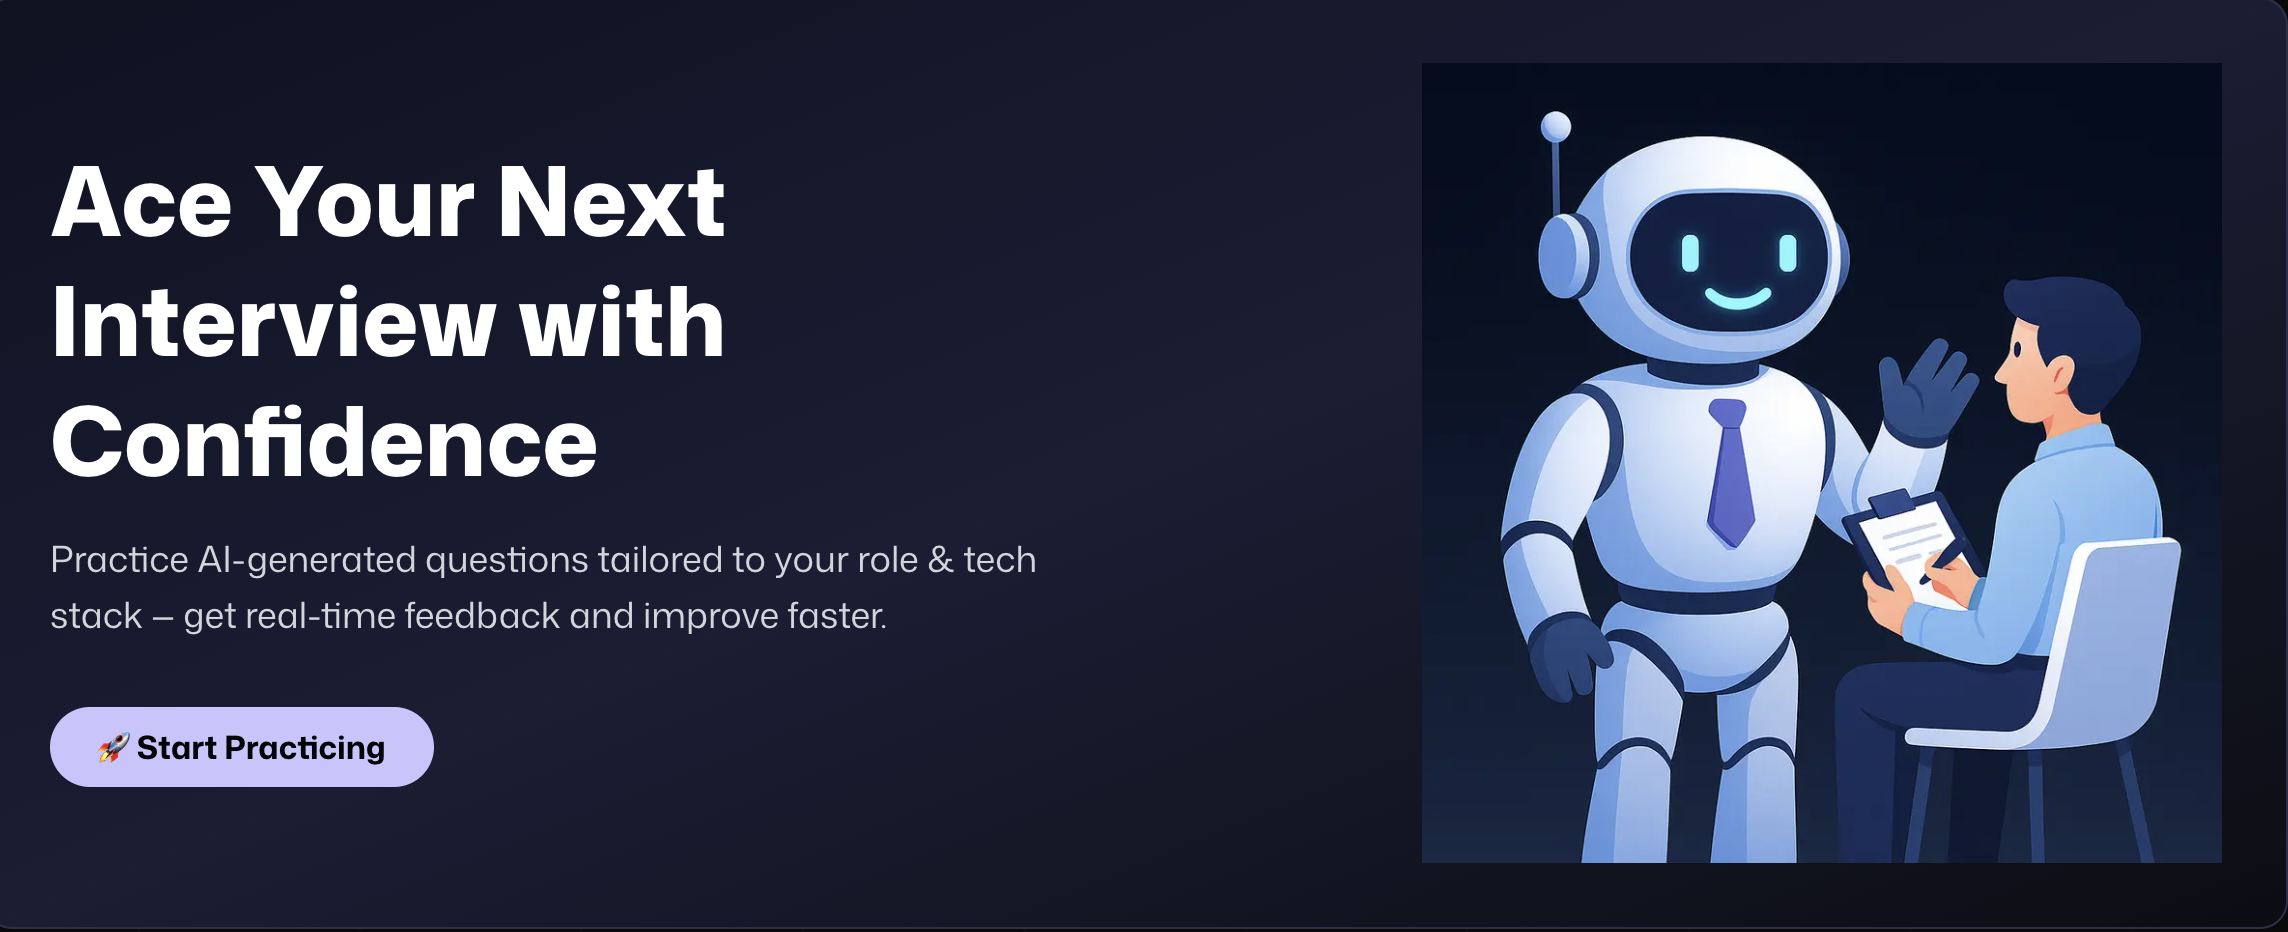 Ace Your Next
Interview with
Confidence
Practice AI-generated questions tailored to your role & tech
stack – get real-time feedback and improve faster.
🚀 Start Practicing